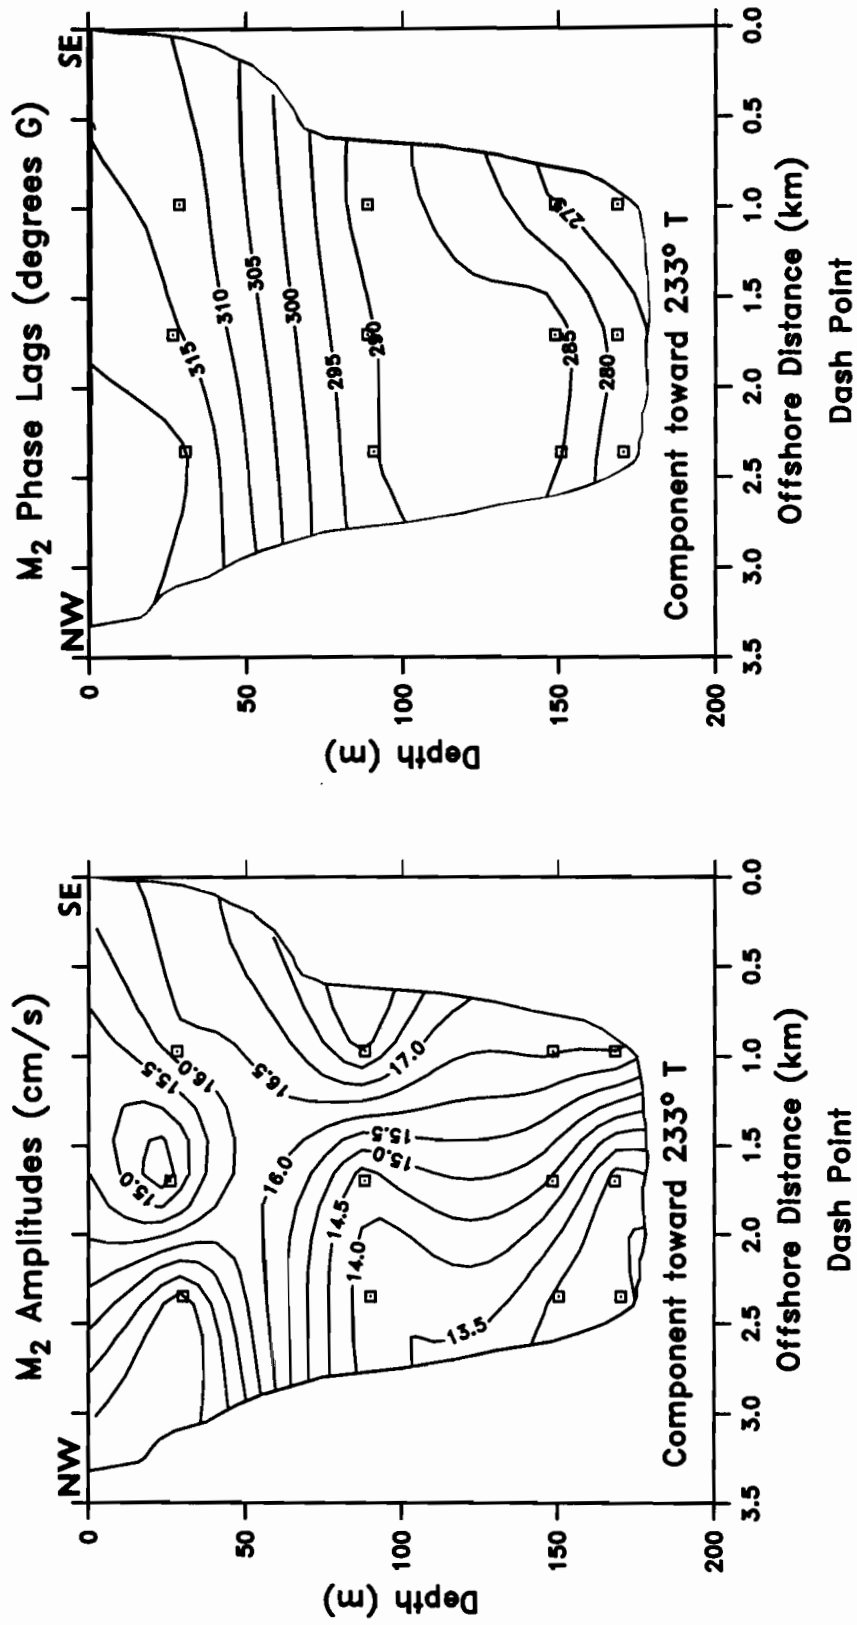 M₂ Amplitudes (cm/s)
NW
SE
0
50
100
150
200
Depth (m)
15.5
16.0
15.0
16.5
16.0
17.0
14.5
15.5
15.0
14.0
13.5
Component toward 233° T
3.5 3.0 2.5 2.0 1.5 1.0 0.5 0.0
Offshore Distance (km)
Dash Point
M₂ Phase Lags (degrees G)
NW
SE
0
50
100
150
200
Depth (m)
315
310
305
300
295
290
285
280
275
Component toward 233° T
3.5 3.0 2.5 2.0 1.5 1.0 0.5 0.0
Offshore Distance (km)
Dash Point